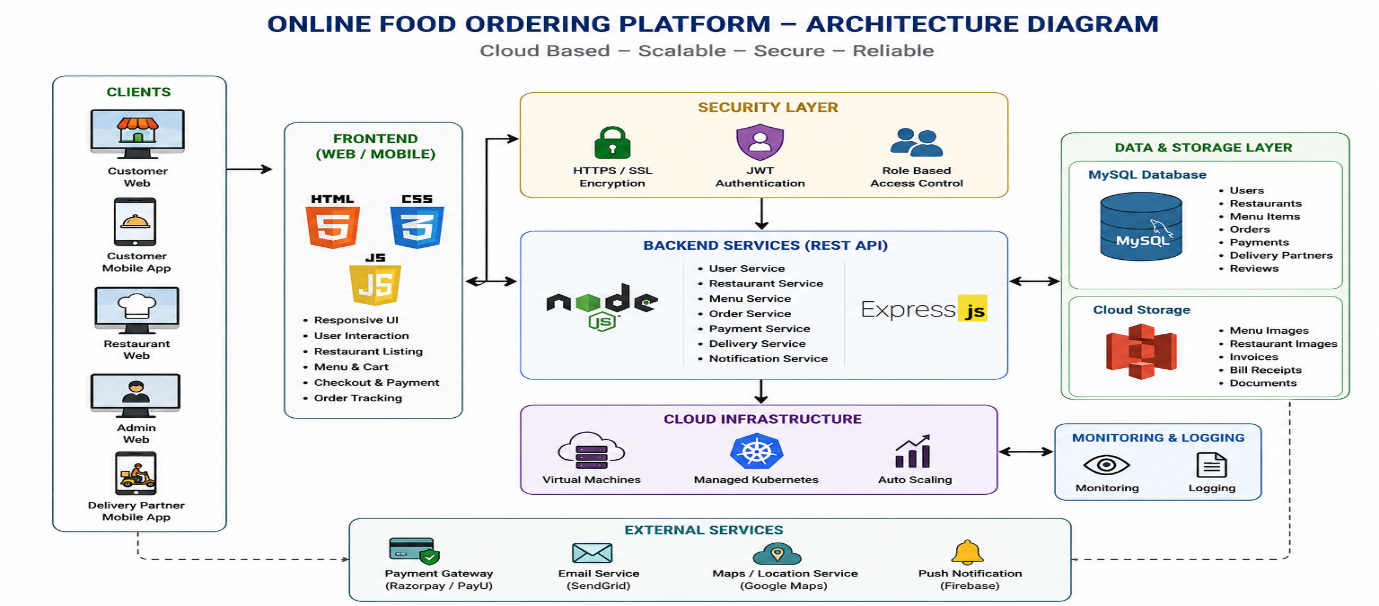 ONLINE FOOD ORDERING PLATFORM – ARCHITECTURE DIAGRAM
Cloud Based – Scalable – Secure – Reliable
CLIENTS
Customer
Web
Customer
Mobile App
Restaurant
Web
Admin
Web
Delivery Partner
Mobile App
FRONTEND
(WEB / MOBILE)
HTML
5
CSS
3
JS
JS
• Responsive UI
• User Interaction
• Restaurant Listing
• Menu & Cart
• Checkout & Payment
• Order Tracking
SECURITY LAYER
HTTPS / SSL
Encryption
JWT
Authentication
Role Based
Access Control
BACKEND SERVICES (REST API)
node
JS
• User Service
• Restaurant Service
• Menu Service
• Order Service
• Payment Service
• Delivery Service
• Notification Service
Express js
CLOUD INFRASTRUCTURE
Virtual Machines
Managed Kubernetes
Auto Scaling
DATA & STORAGE LAYER
MySQL Database
MySQL
• Users
• Restaurants
• Menu Items
• Orders
• Payments
• Delivery Partners
• Reviews
Cloud Storage
• Menu Images
• Restaurant Images
• Invoices
• Bill Receipts
• Documents
MONITORING & LOGGING
Monitoring
Logging
EXTERNAL SERVICES
Payment Gateway
(Razorpay / PayU)
Email Service
(SendGrid)
Maps / Location Service
(Google Maps)
Push Notification
(Firebase)